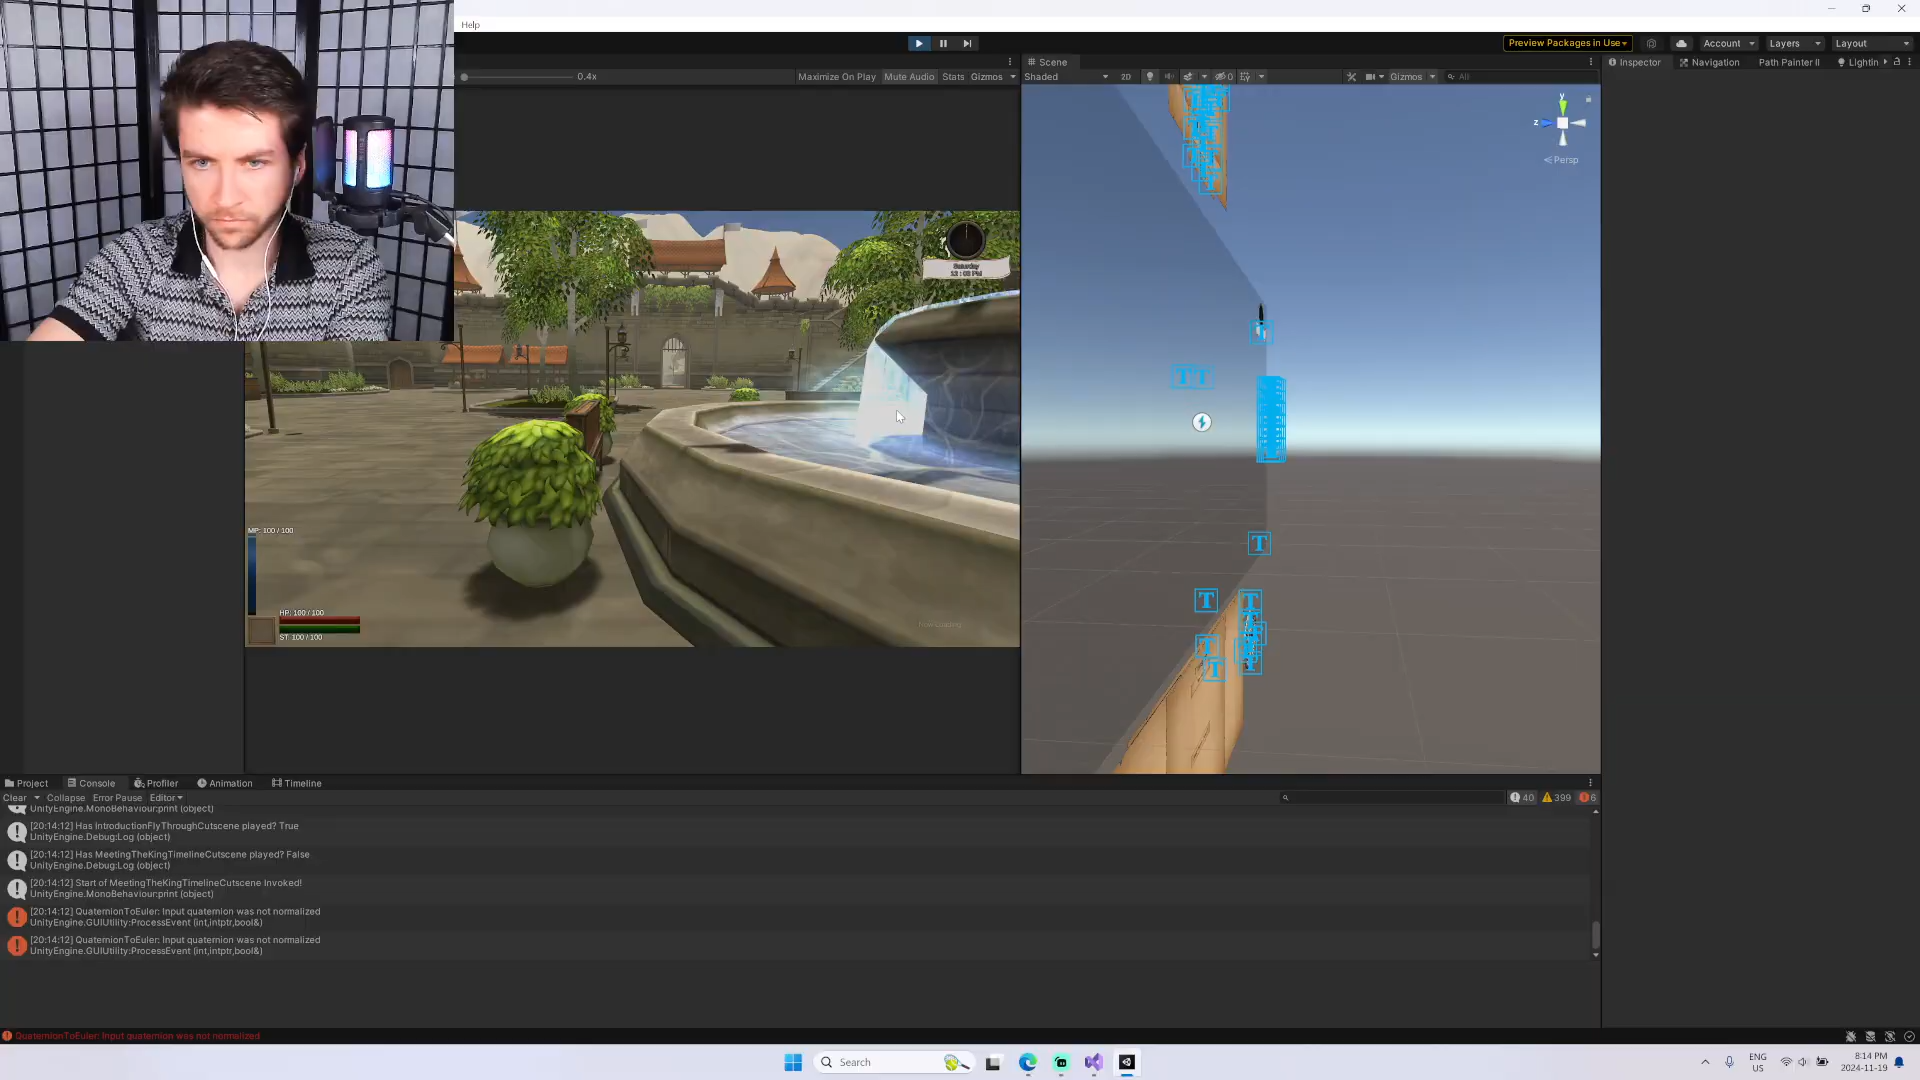 Help
Preview Packages in Use
Account
Layers
Layout
0.4x
Maximize On Play
Mute Audio
Stats
Gizmos
Scene
Shaded
2D
0
Gizmos
All
Inspector
Navigation
Path Painter II
Lightin
y
z
Persp
Saturday
T
T T
T
T
T
T
T
MP: 100 / 100
HP: 100 / 100
ST: 100 / 100
Project
Console
Profiler
Animation
Timeline
Clear
Collapse
Error Pause
Editor
40
399
6
UnityEngine.MonoBehaviour:print (object)
[20:14:12] Has IntroductionFlyThroughCutscene played? True
UnityEngine.Debug:Log (object)
[20:14:12] Has MeetingTheKingTimelineCutscene played? False
UnityEngine.Debug:Log (object)
[20:14:12] Start of MeetingTheKingTimelineCutscene Invoked!
UnityEngine.MonoBehaviour:print (object)
[20:14:12] QuaternionToEuler: Input quaternion was not normalized
UnityEngine.GUIUtility:ProcessEvent (int,intptr,bool&)
[20:14:12] QuaternionToEuler: Input quaternion was not normalized
UnityEngine.GUIUtility:ProcessEvent (int,intptr,bool&)
QuaternionToEuler: Input quaternion was not normalized
Search
ENG
US
8:14 PM
2024-11-19